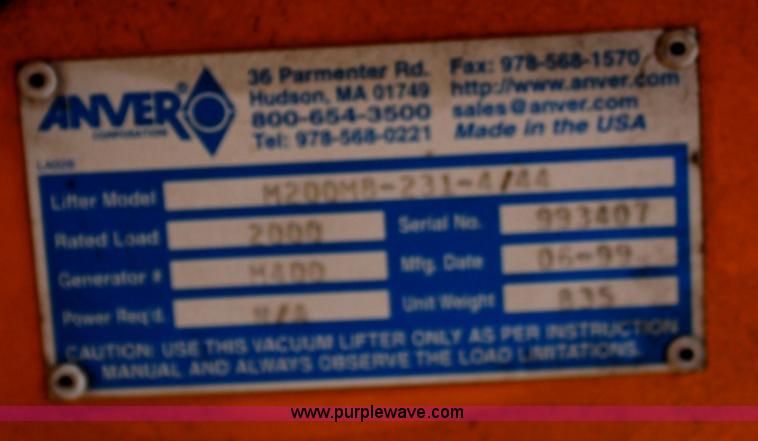 ANVER®
CORPORATION
36 Parmenter Rd.
Hudson, MA 01749
800-654-3500
Tel: 978-568-0221
Fax: 978-568-1570
http://www.anver.com
sales@anver.com
Made in the USA
Lifter Model M200M8-231-4/44
Rated Load 2000 Serial No. 993407
Generator # M400 Mfg. Date 06-99
Power Req'd. N/A Unit Weight 835
CAUTION: USE THIS VACUUM LIFTER ONLY AS PER INSTRUCTION
MANUAL AND ALWAYS OBSERVE THE LOAD LIMITATIONS.
www.purplewave.com